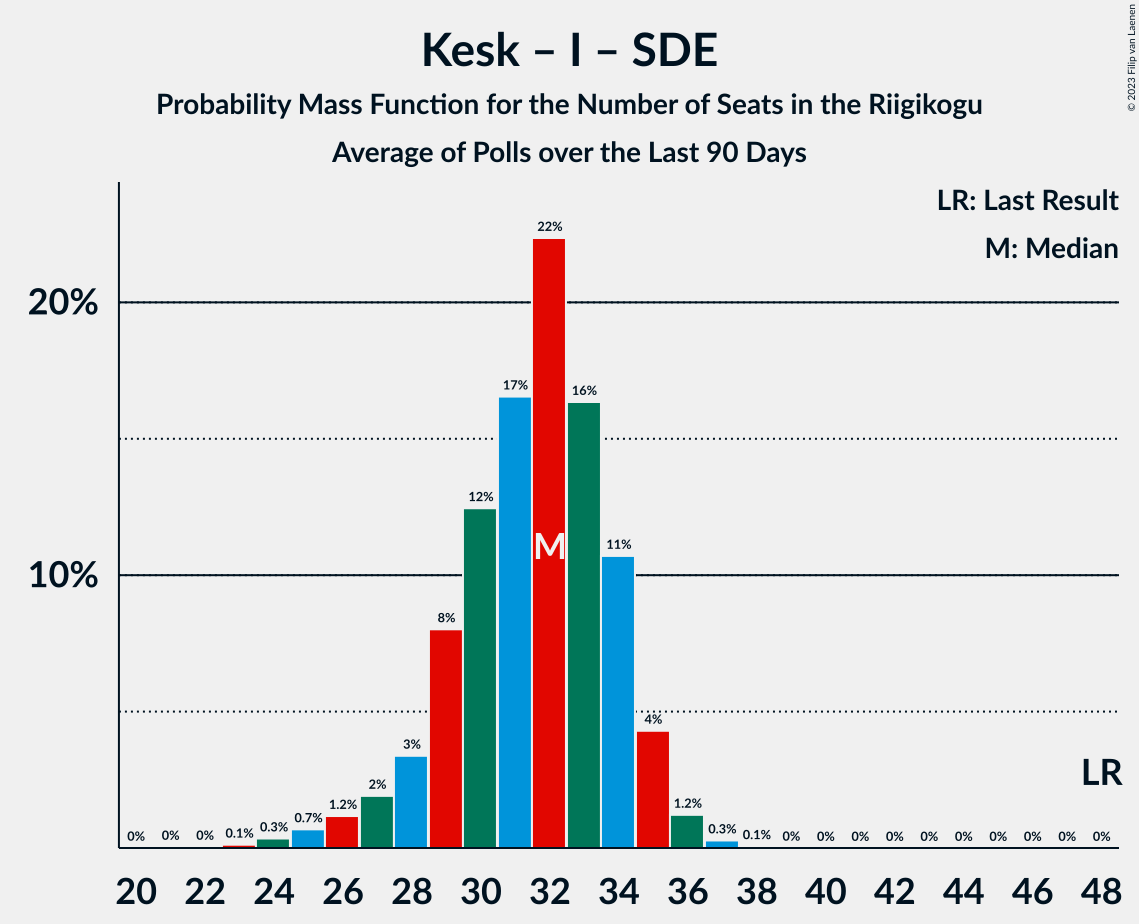 Kesk – I – SDE
Probability Mass Function for the Number of Seats in the Riigikogu
Average of Polls over the Last 90 Days
© 2023 Filip van Laenen
LR: Last Result
M: Median
20%
10%
0% 0% 0% 0.1% 0.3% 0.7% 1.2% 2% 3% 8% 12% 17% 22% 16% 11% 4% 1.2% 0.3% 0.1% 0% 0% 0% 0% 0% 0% 0% 0% 0% 0%
M
LR
20 22 24 26 28 30 32 34 36 38 40 42 44 46 48